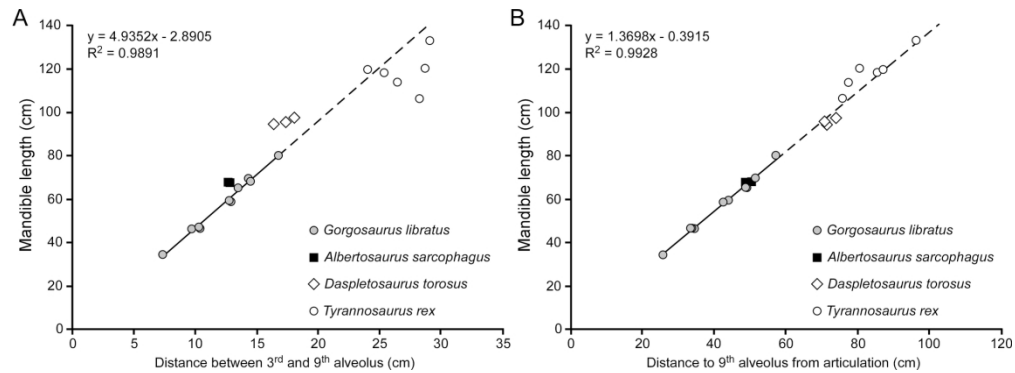 A
y = 4.9352x - 2.8905
R² = 0.9891
Mandible length (cm)
140
120
100
80
60
40
20
0
0 5 10 15 20 25 30 35
Distance between 3rd and 9th alveolus (cm)
Gorgosaurus libratus
Albertosaurus sarcophagus
Daspletosaurus torosus
Tyrannosaurus rex
B
y = 1.3698x - 0.3915
R² = 0.9928
Mandible length (cm)
140
120
100
80
60
40
20
0
0 20 40 60 80 100 120
Distance to 9th alveolus from articulation (cm)
Gorgosaurus libratus
Albertosaurus sarcophagus
Daspletosaurus torosus
Tyrannosaurus rex